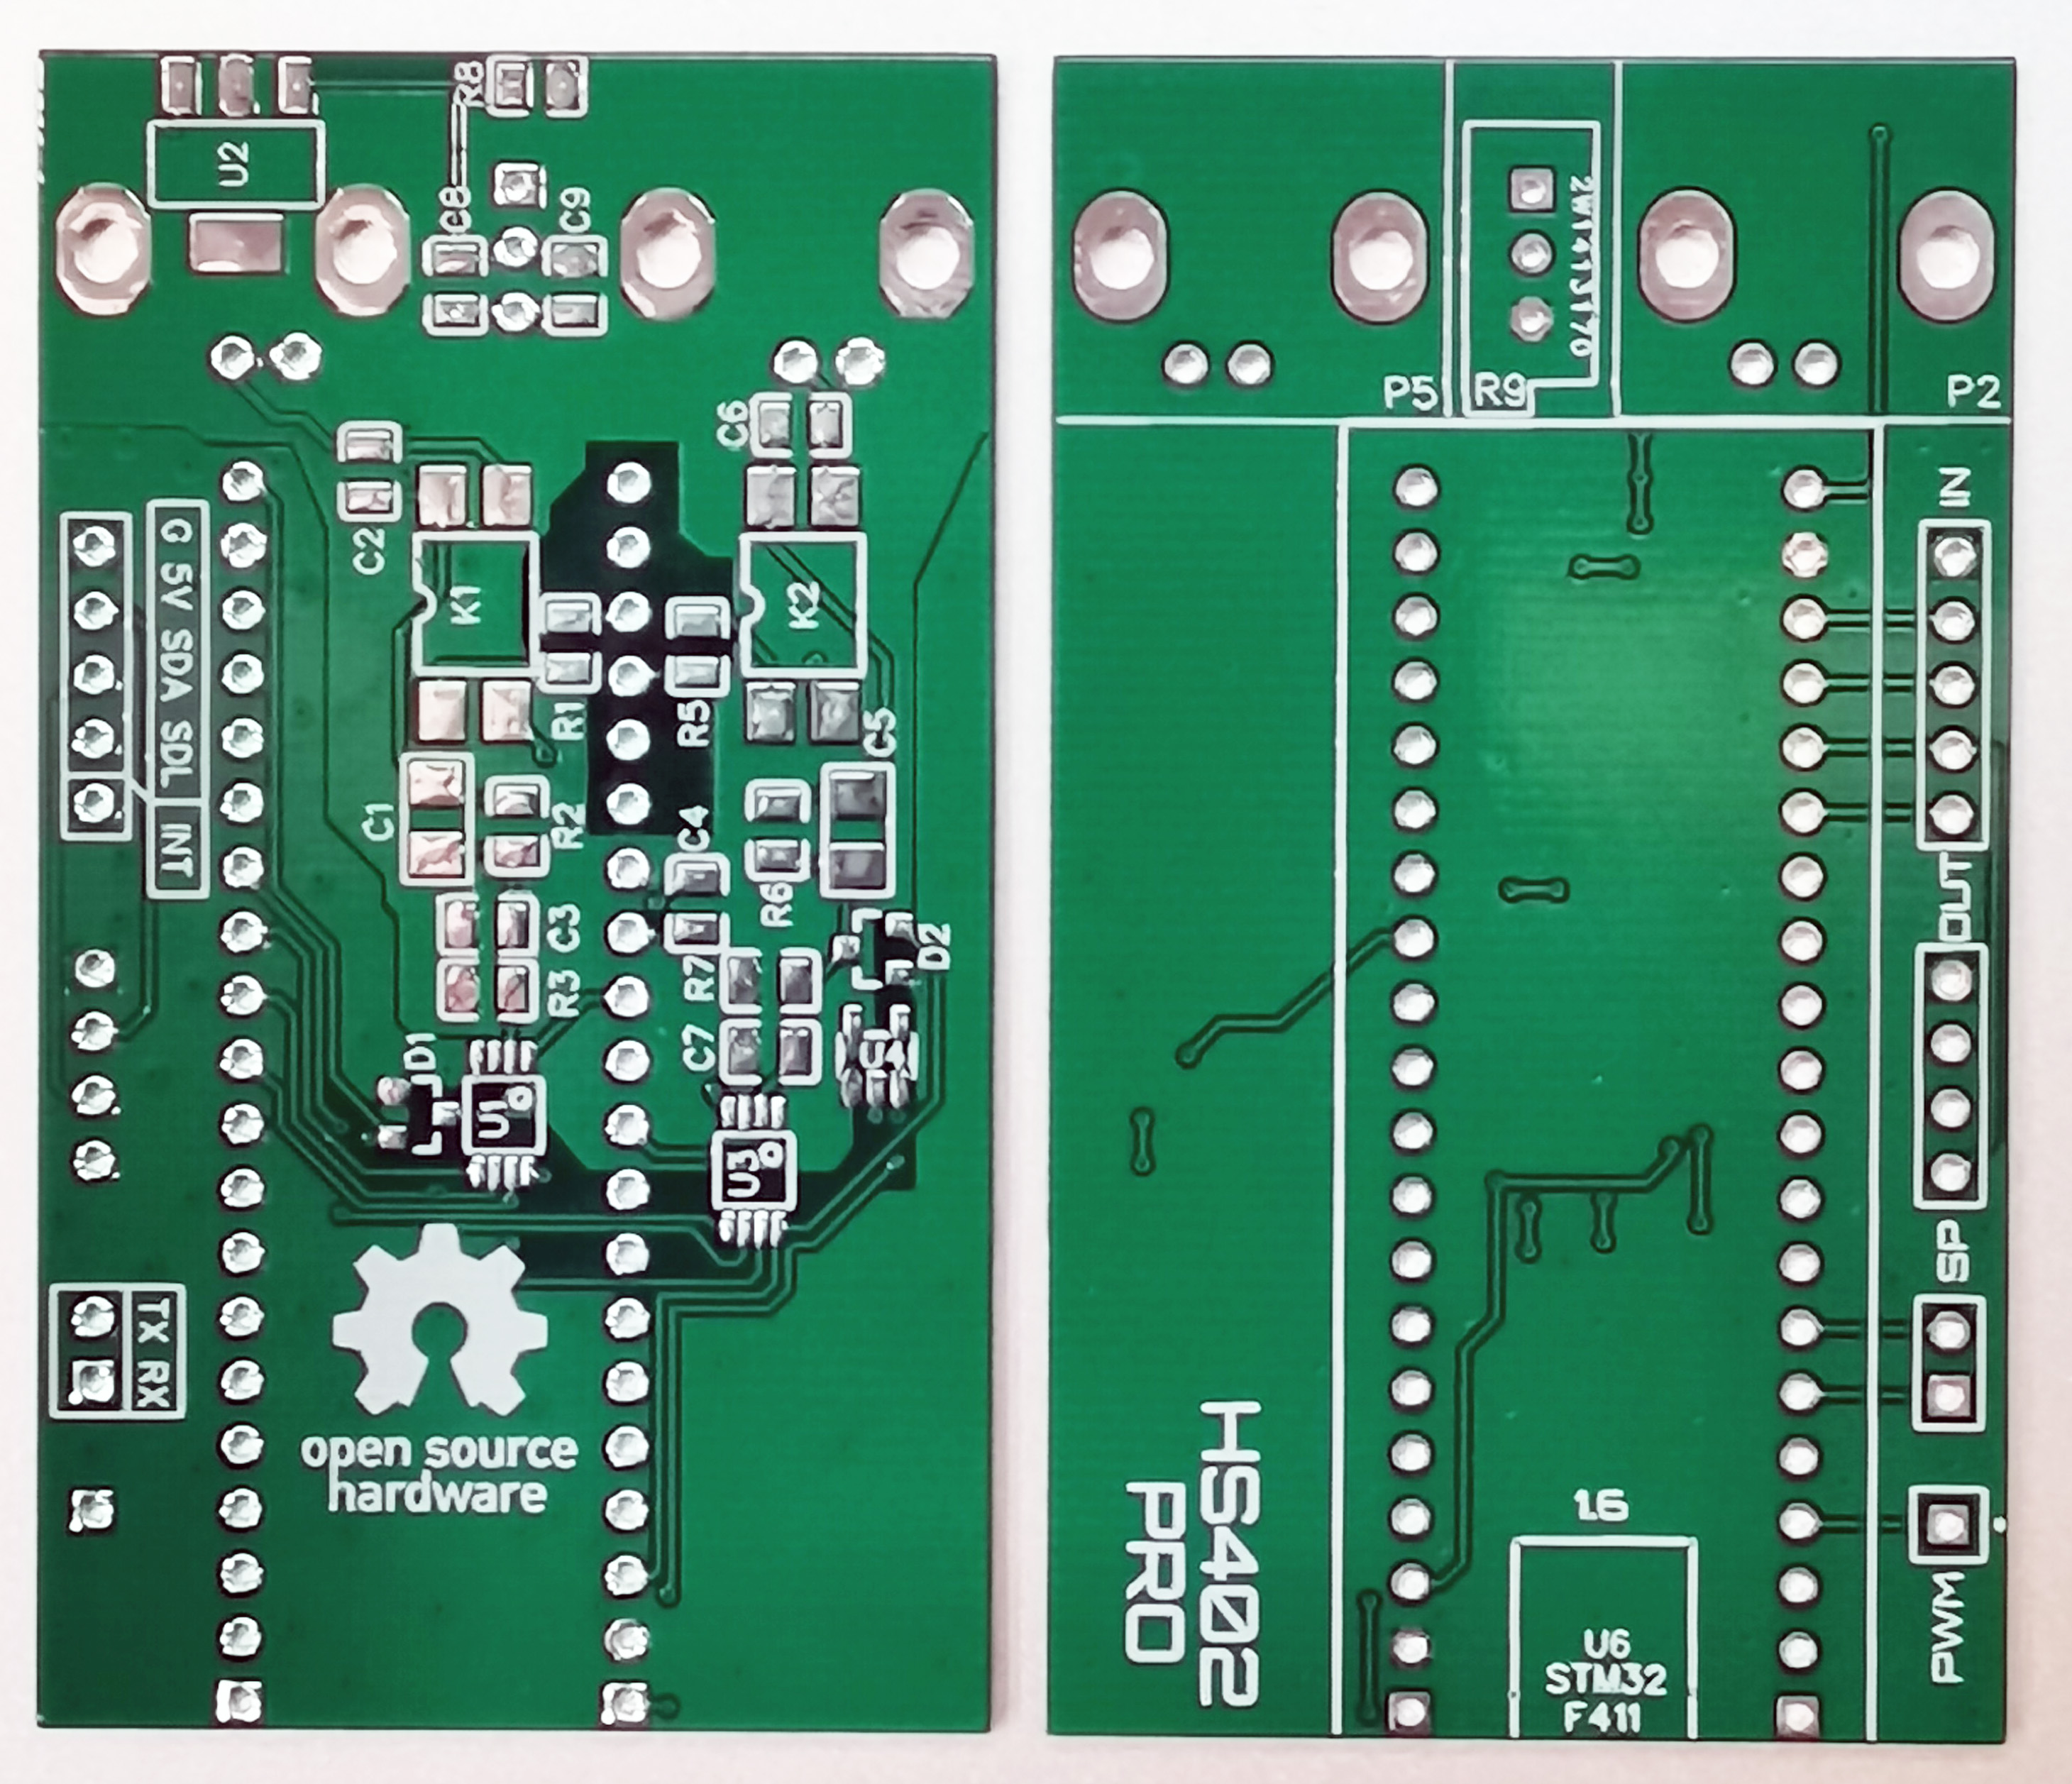 R8
U2
C8
C9
C6
C2
G 5V SDA SDL
INT
K1
K2
R1
R5
C5
C1
R2
C4
R6
C3
D2
R7
R3
D1
C7
U4
U1
U3
TX RX
open source
hardware
2W1413170
P5
R9
P2
IN
OUT
SP
HS402
PRO
1.6
U6
STM32
F411
PWM